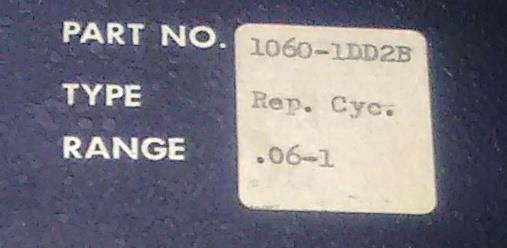 PART NO. 1060-1DD2B
TYPE Rep. Cyc.
RANGE .06-1